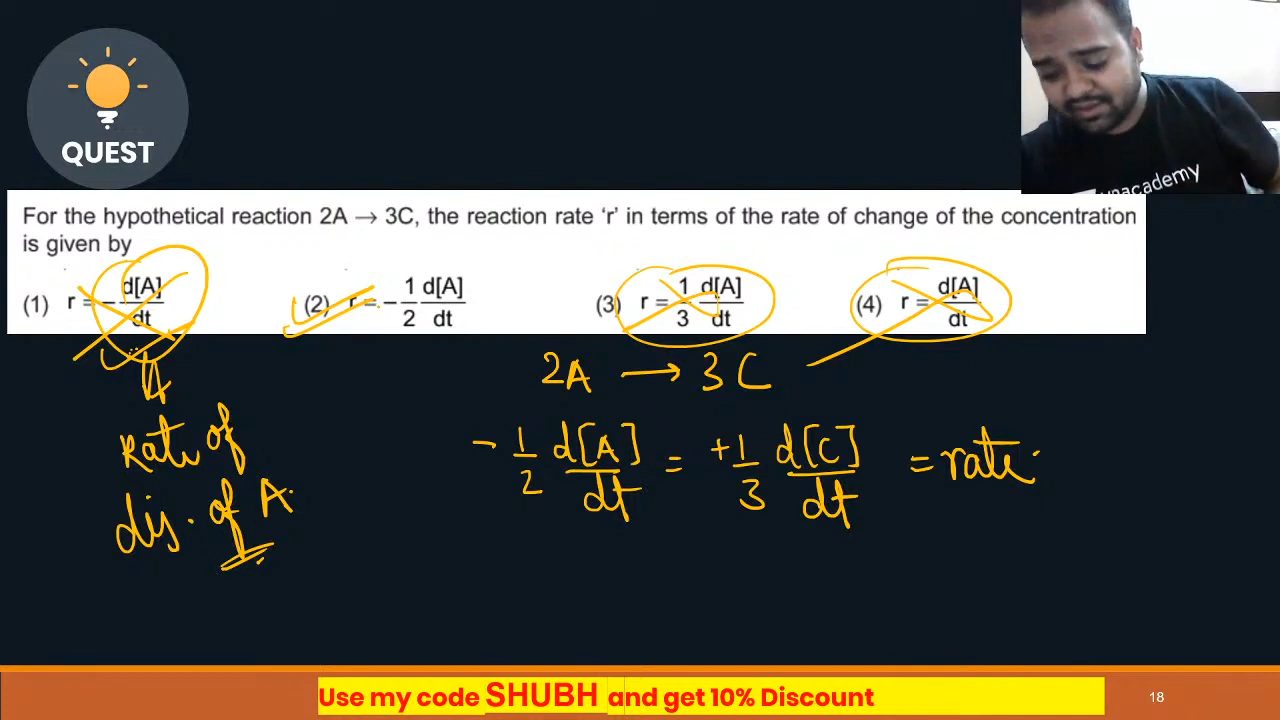 QUEST
unacademy
For the hypothetical reaction 2A → 3C, the reaction rate ‘r’ in terms of the rate of change of the concentration
is given by
(1) r = −d[A]/dt (2) r = −1/2 d[A]/dt (3) r = 1/3 d[A]/dt (4) r = d[A]/dt
2A → 3C
Rate of
dis. of A.
− 1/2 d[A]/dt = +1/3 d[C]/dt = rate.
Use my code SHUBH and get 10% Discount
18